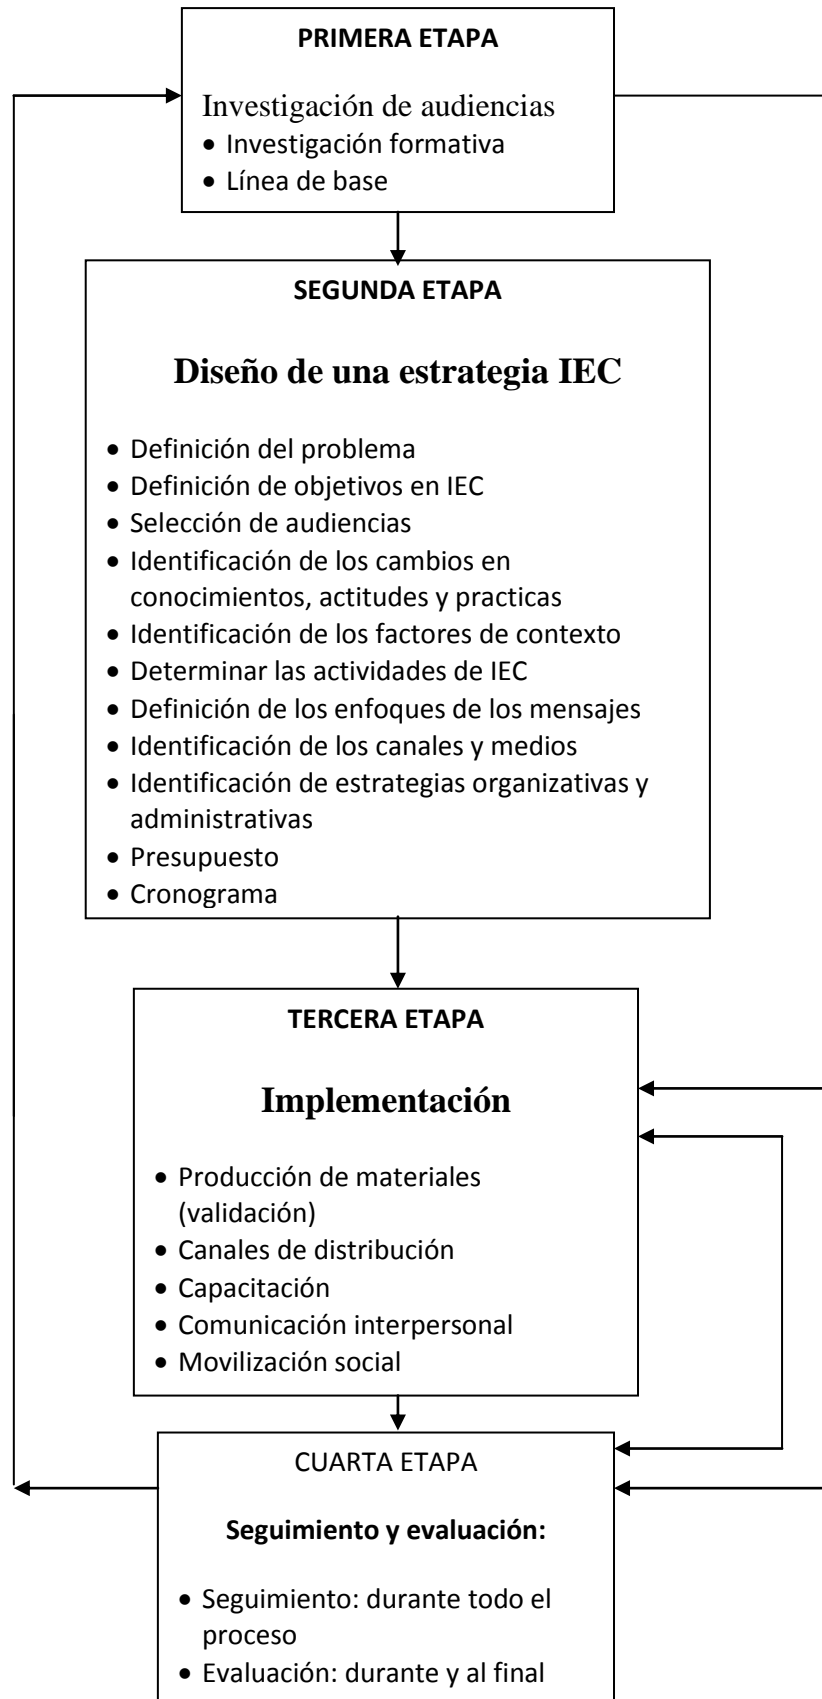 PRIMERA ETAPA
Investigación de audiencias
• Investigación formativa
• Línea de base
SEGUNDA ETAPA
Diseño de una estrategia IEC
• Definición del problema
• Definición de objetivos en IEC
• Selección de audiencias
• Identificación de los cambios en
conocimientos, actitudes y practicas
• Identificación de los factores de contexto
• Determinar las actividades de IEC
• Definición de los enfoques de los mensajes
• Identificación de los canales y medios
• Identificación de estrategias organizativas y
administrativas
• Presupuesto
• Cronograma
TERCERA ETAPA
Implementación
• Producción de materiales
(validación)
• Canales de distribución
• Capacitación
• Comunicación interpersonal
• Movilización social
CUARTA ETAPA
Seguimiento y evaluación:
• Seguimiento: durante todo el
proceso
• Evaluación: durante y al final